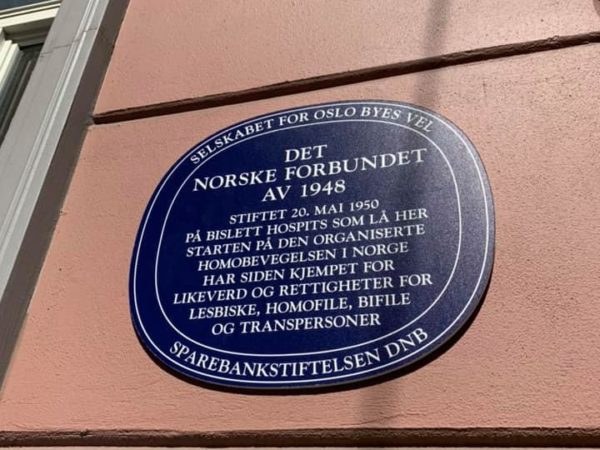 SELSKABET FOR OSLO BYES VEL
DET
NORSKE FORBUNDET
AV 1948
STIFTET 20. MAI 1950
PÅ BISLETT HOSPITS SOM LÅ HER
STARTEN PÅ DEN ORGANISERTE
HOMOBEVEGELSEN I NORGE
HAR SIDEN KJEMPET FOR
LIKEVERD OG RETTIGHETER FOR
LESBISKE, HOMOFILE, BIFILE
OG TRANSPERSONER
SPAREBANKSTIFTELSEN DNB